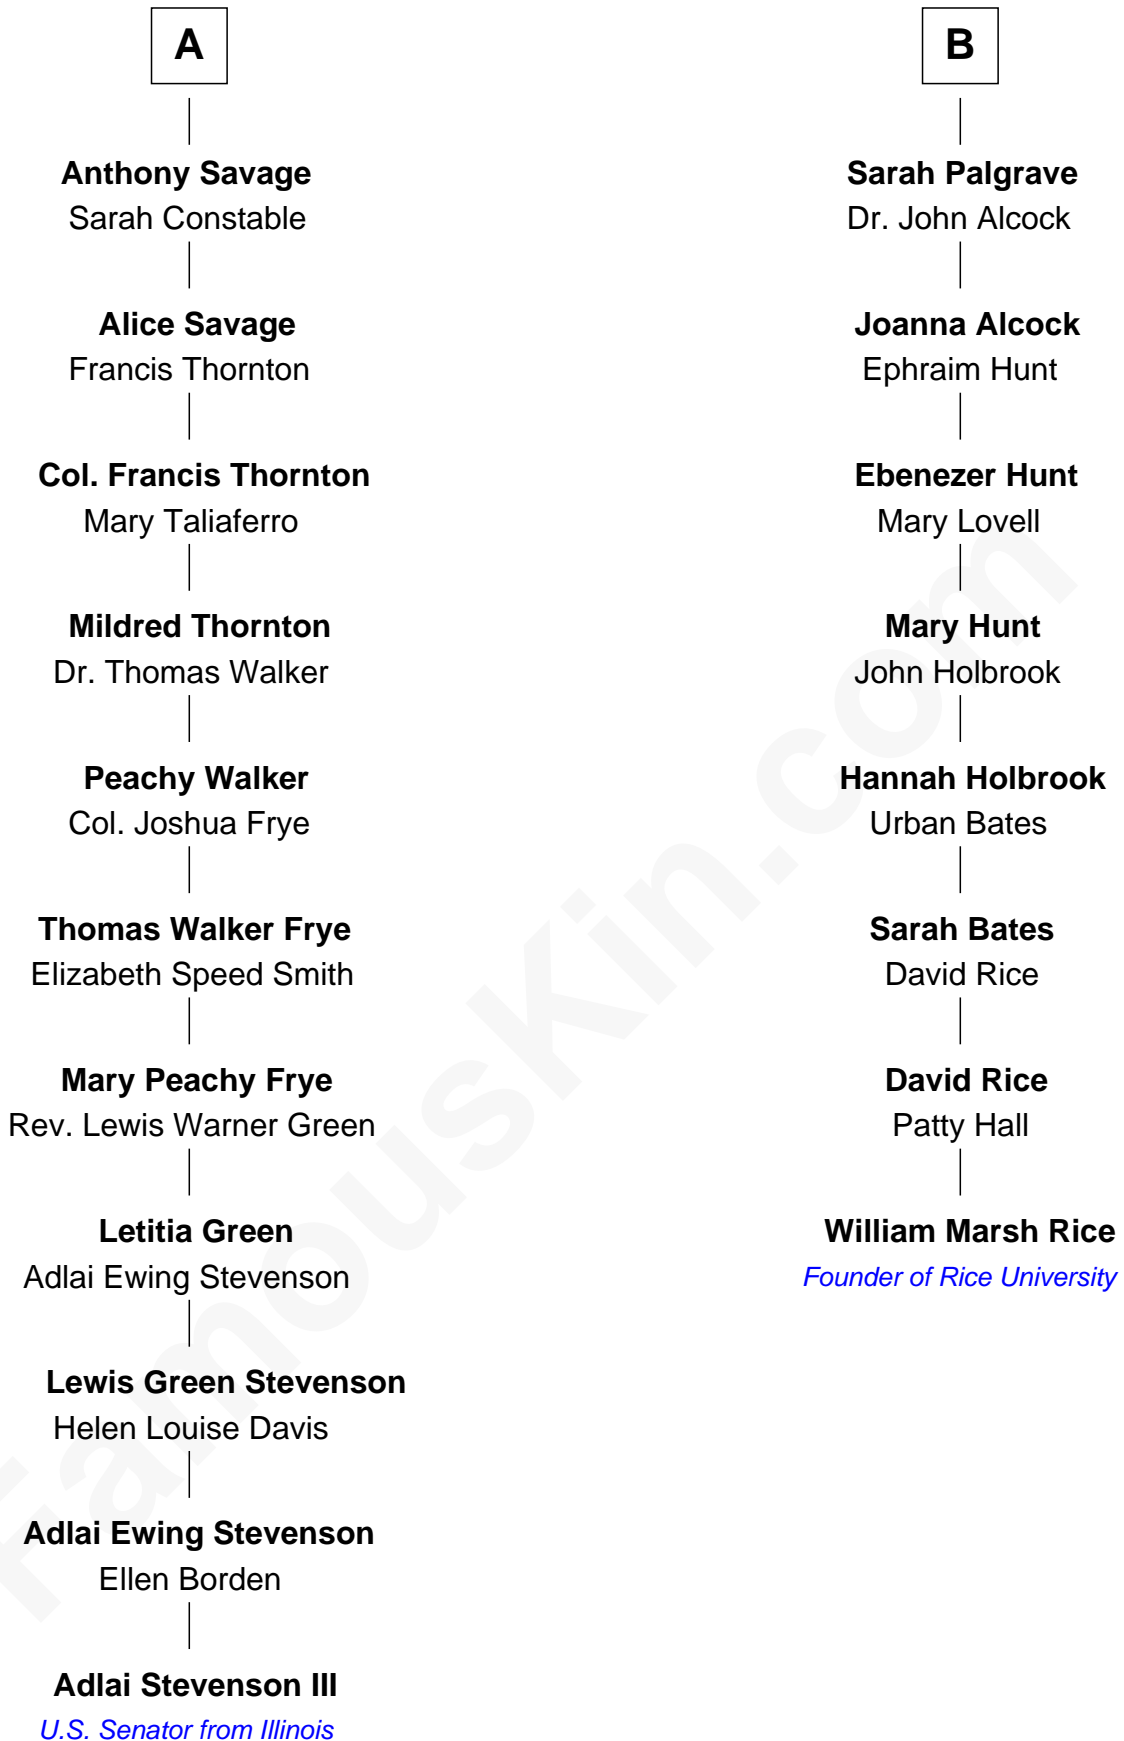 A
Anthony Savage
Sarah Constable
Alice Savage
Francis Thornton
Col. Francis Thornton
Mary Taliaferro
Mildred Thornton
Dr. Thomas Walker
Peachy Walker
Col. Joshua Frye
Thomas Walker Frye
Elizabeth Speed Smith
Mary Peachy Frye
Rev. Lewis Warner Green
Letitia Green
Adlai Ewing Stevenson
Lewis Green Stevenson
Helen Louise Davis
Adlai Ewing Stevenson
Ellen Borden
Adlai Stevenson III
U.S. Senator from Illinois
B
Sarah Palgrave
Dr. John Alcock
Joanna Alcock
Ephraim Hunt
Ebenezer Hunt
Mary Lovell
Mary Hunt
John Holbrook
Hannah Holbrook
Urban Bates
Sarah Bates
David Rice
David Rice
Patty Hall
William Marsh Rice
Founder of Rice University
FamousKin.com